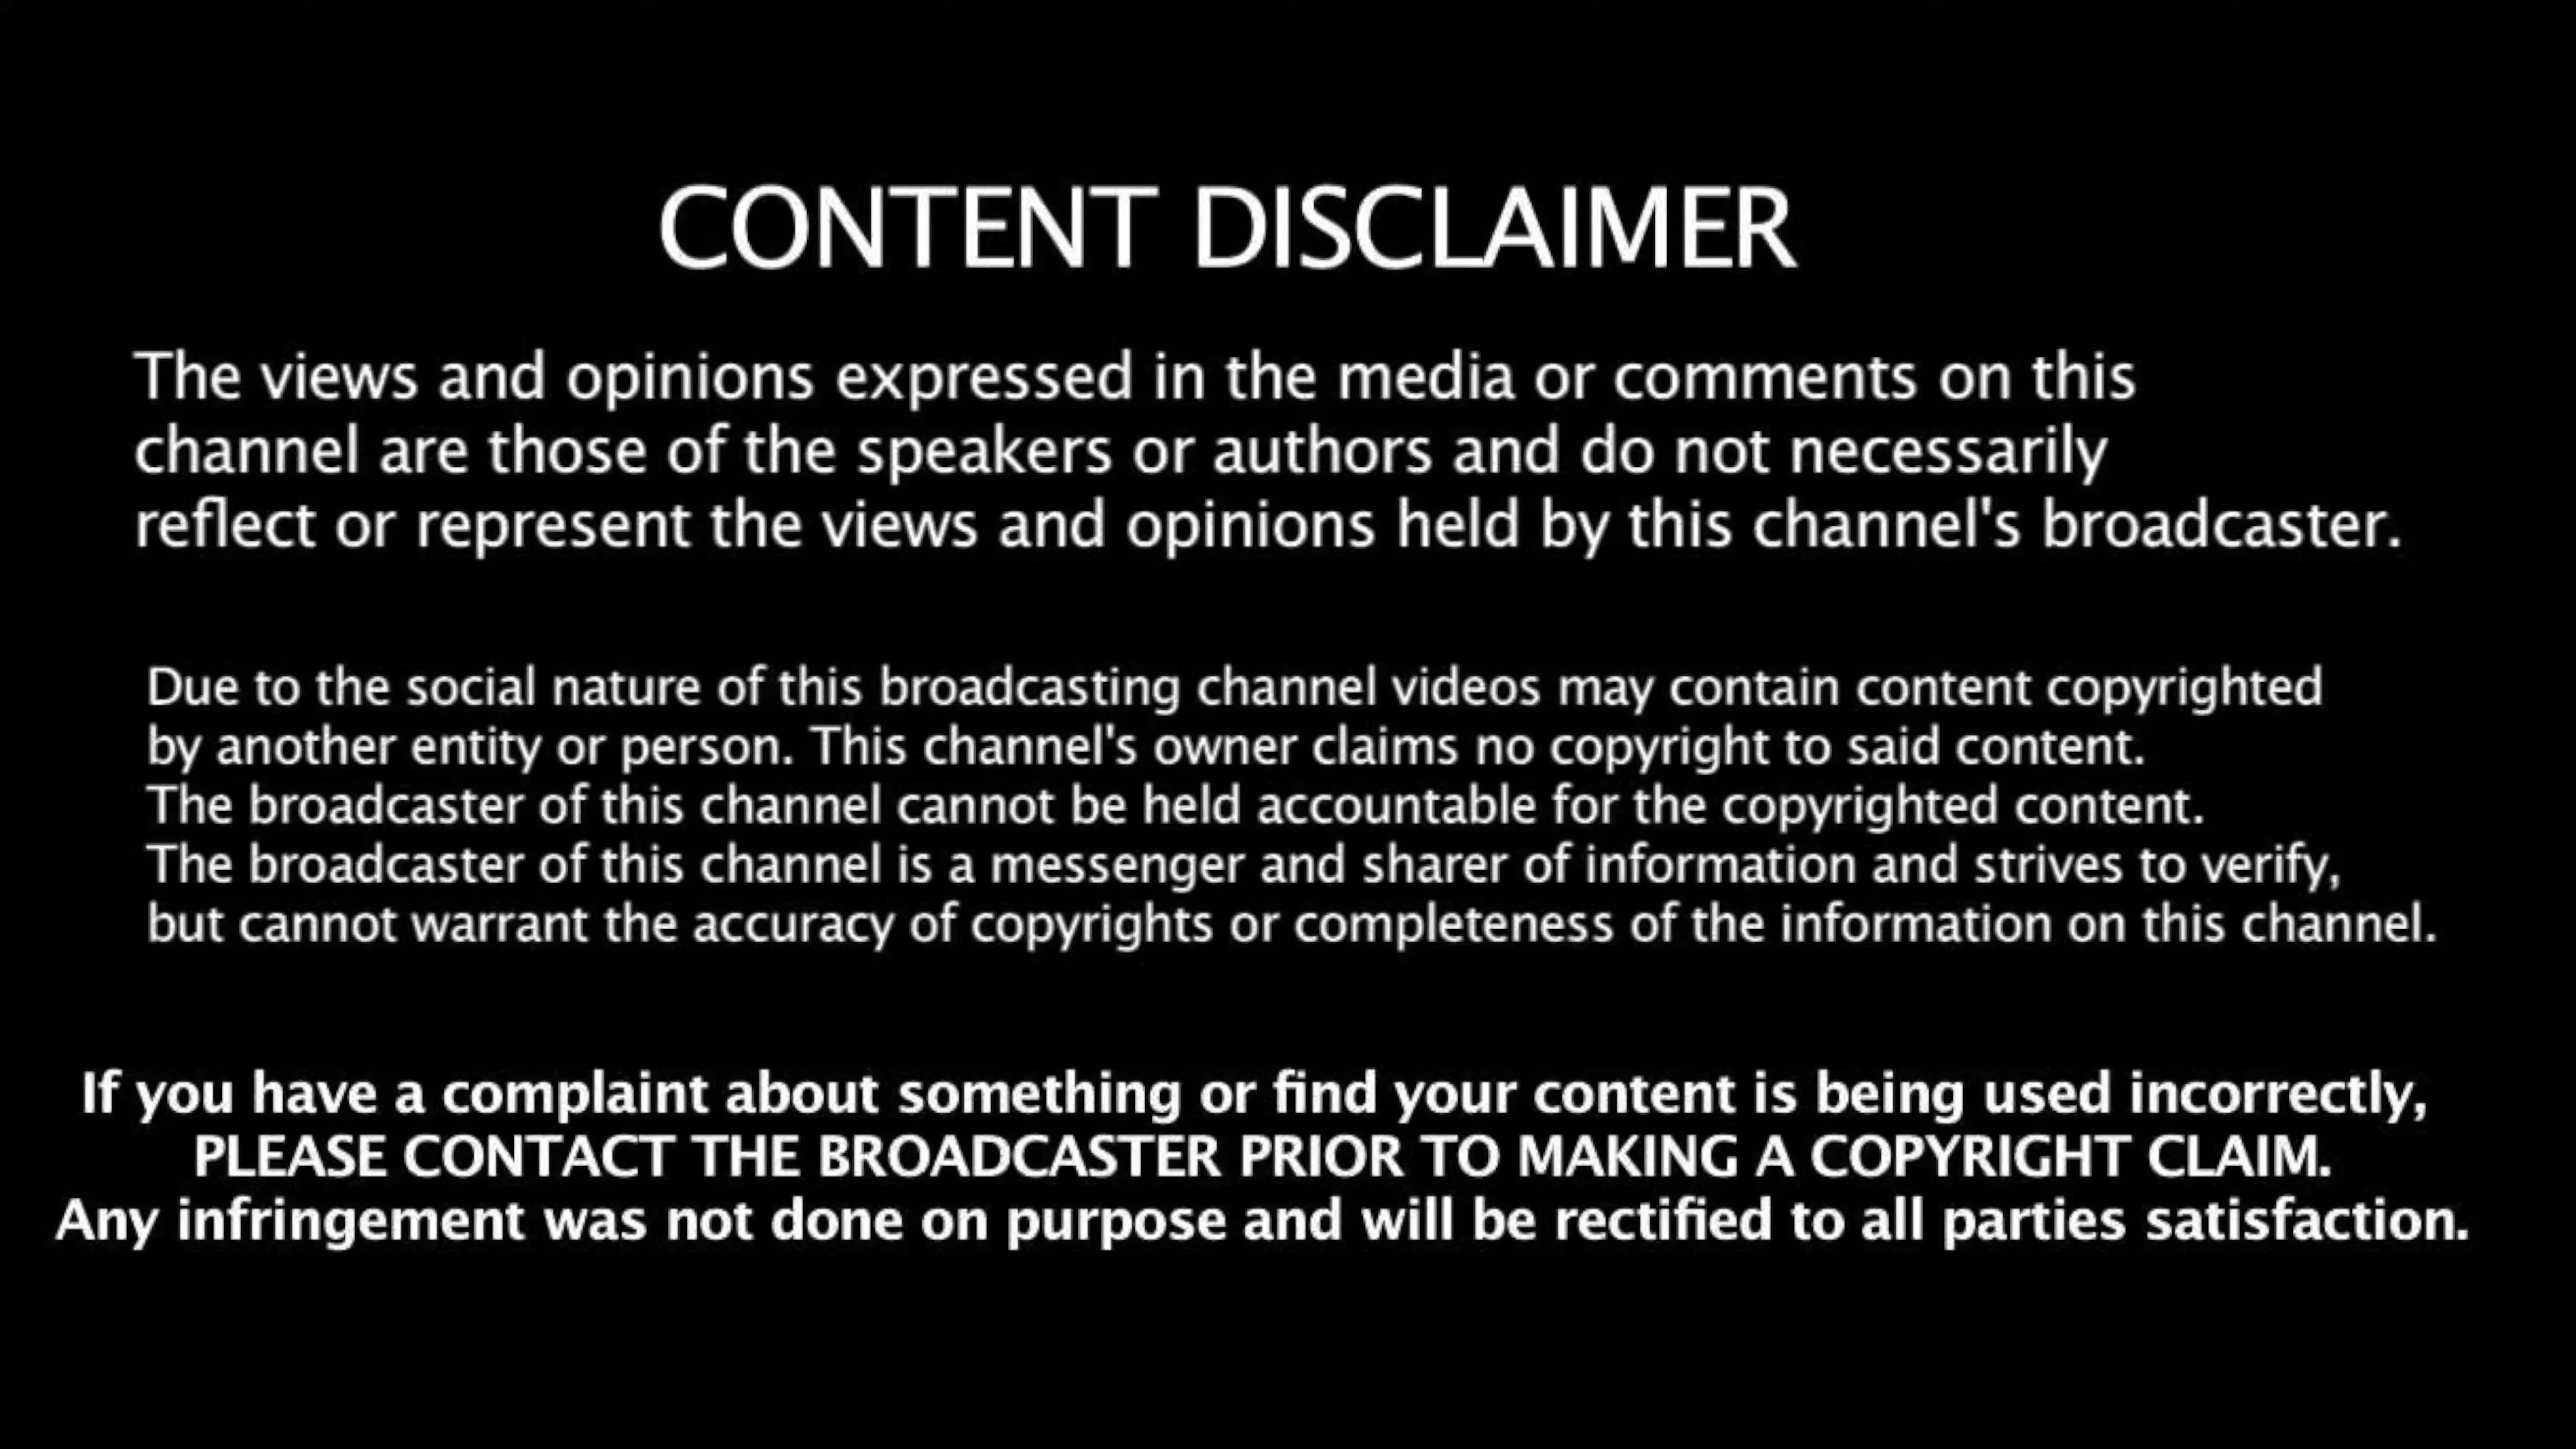 CONTENT DISCLAIMER
The views and opinions expressed in the media or comments on this
channel are those of the speakers or authors and do not necessarily
reflect or represent the views and opinions held by this channel's broadcaster.
Due to the social nature of this broadcasting channel videos may contain content copyrighted
by another entity or person. This channel's owner claims no copyright to said content.
The broadcaster of this channel cannot be held accountable for the copyrighted content.
The broadcaster of this channel is a messenger and sharer of information and strives to verify,
but cannot warrant the accuracy of copyrights or completeness of the information on this channel.
If you have a complaint about something or find your content is being used incorrectly,
PLEASE CONTACT THE BROADCASTER PRIOR TO MAKING A COPYRIGHT CLAIM.
Any infringement was not done on purpose and will be rectified to all parties satisfaction.